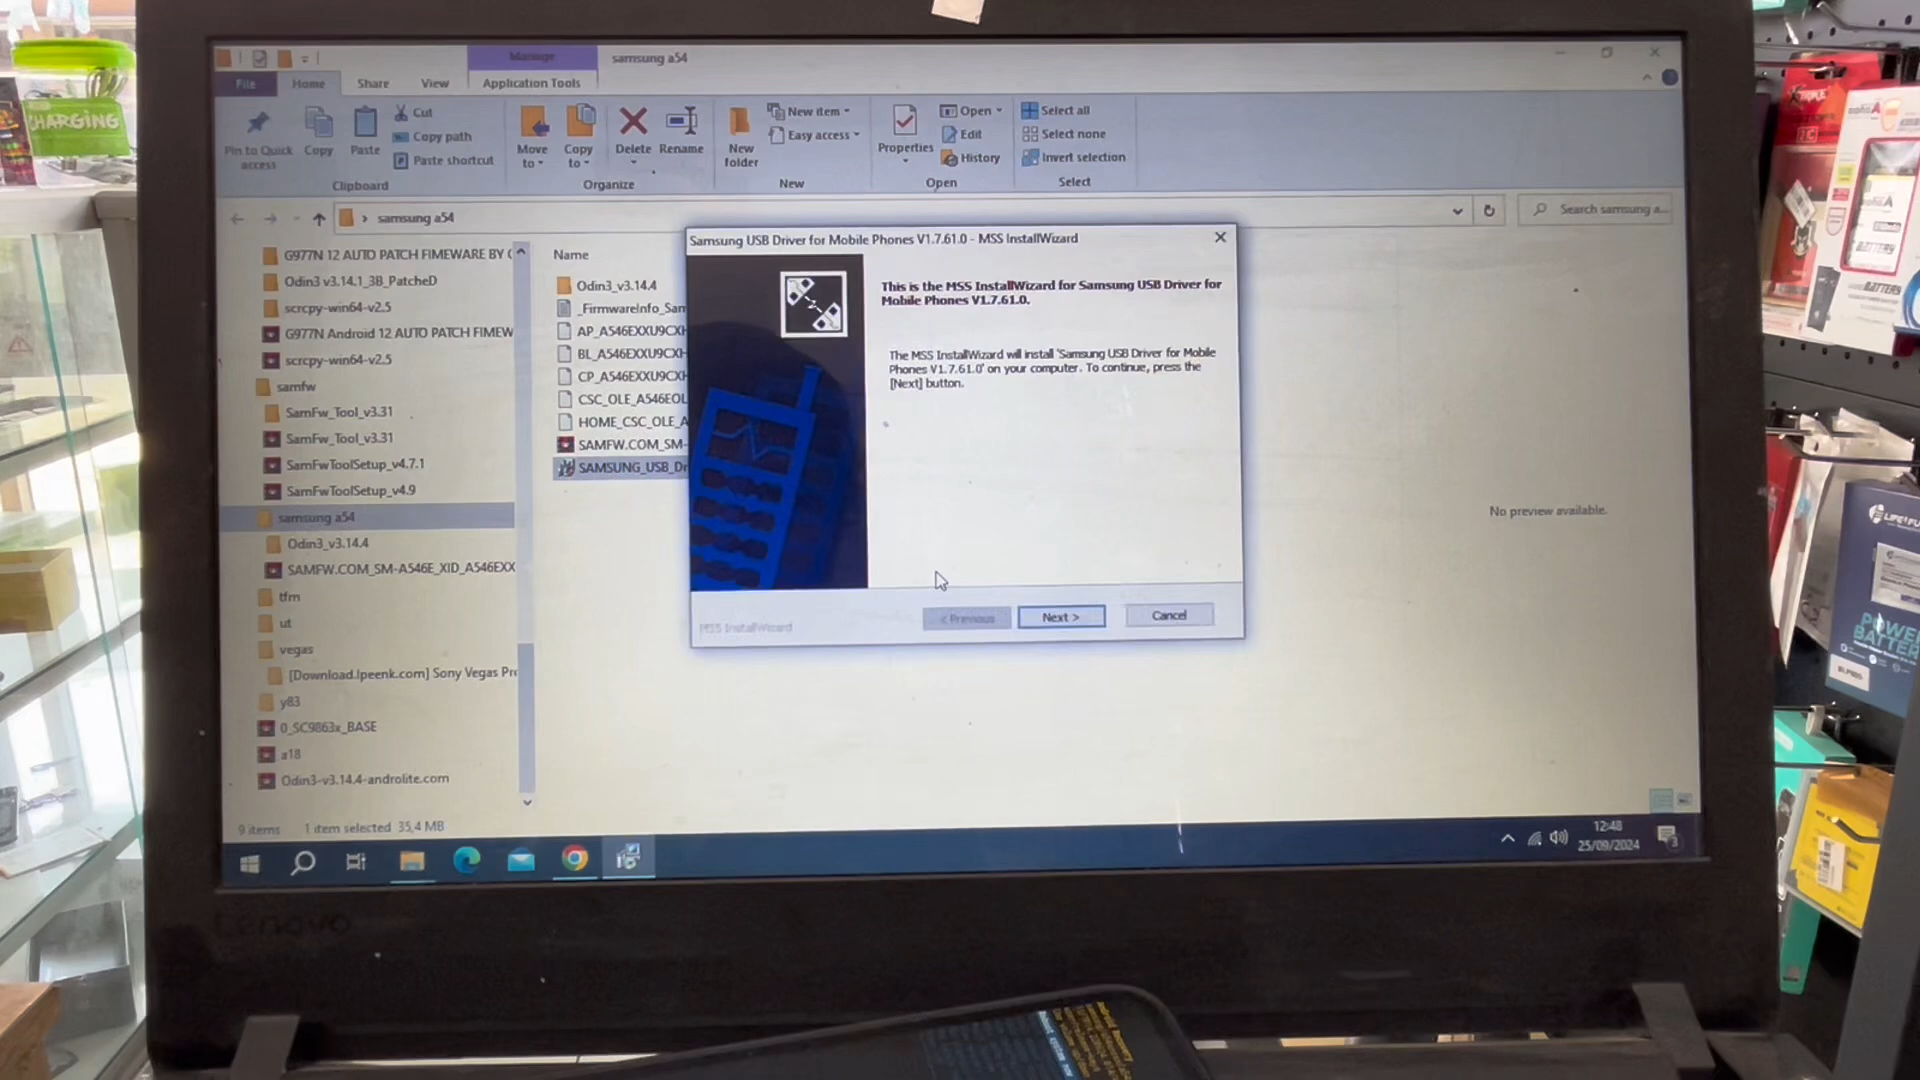 Manage
samsung a54
File
Home
Share
View
Application Tools
Pin to Quick access
Copy
Paste
Cut
Copy path
Paste shortcut
Clipboard
Move to
Copy to
Delete
Rename
Organize
New folder
New item
Easy access
New
Properties
Open
Edit
History
Open
Select all
Select none
Invert selection
Select
samsung a54
Search samsung a...
G977N 12 AUTO PATCH FIMEWARE BY
Odin3 v3.14.1_3B_PatcheD
scrcpy-win64-v2.5
G977N Android 12 AUTO PATCH FIMEW
scrcpy-win64-v2.5
samfw
SamFw_Tool_v3.31
SamFw_Tool_v3.31
SamFwToolSetup_v4.7.1
SamFwToolSetup_v4.9
samsung a54
Odin3_v3.14.4
SAMFW.COM_SM-A546E_XID_A546EXX
tfm
ut
vegas
[Download.Ipeenk.com] Sony Vegas Pr
y83
0_SC9863x_BASE
a18
Odin3-v3.14.4-androlite.com
Name
Odin3_v3.14.4
_FirmwareInfo_Sam
AP_A546EXXU9CXH
BL_A546EXXU9CXH
CP_A546EXXU9CXH
CSC_OLE_A546EOL
HOME_CSC_OLE_A
SAMFW.COM_SM-
SAMSUNG_USB_Dr
Samsung USB Driver for Mobile Phones V1.7.61.0 - MSS InstallWizard
This is the MSS InstallWizard for Samsung USB Driver for
Mobile Phones V1.7.61.0.
The MSS InstallWizard will install 'Samsung USB Driver for Mobile
Phones V1.7.61.0' on your computer. To continue, press the
[Next] button.
MSS InstallWizard
< Previous
Next >
Cancel
No preview available.
9 items
1 item selected 35,4 MB
12:48
25/09/2024
3
lenovo
CHARGING
BATTERY
POWER
BATTERY